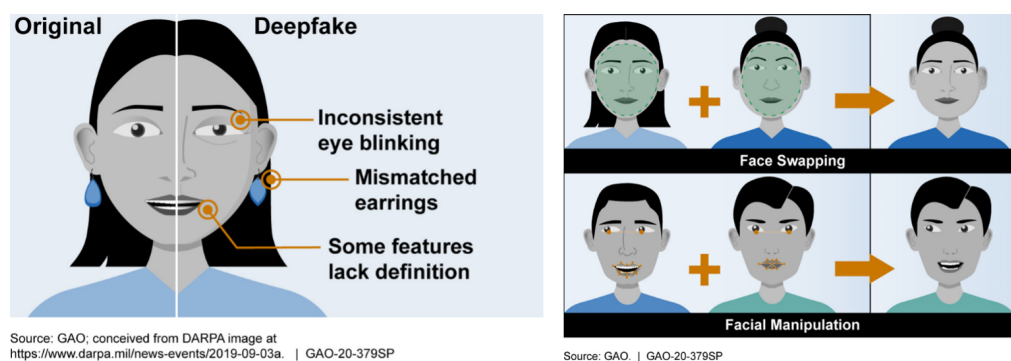 Original
Deepfake
Inconsistent
eye blinking
Mismatched
earrings
Some features
lack definition
Source: GAO; conceived from DARPA image at
https://www.darpa.mil/news-events/2019-09-03a. | GAO-20-379SP
Face Swapping
Facial Manipulation
Source: GAO. | GAO-20-379SP